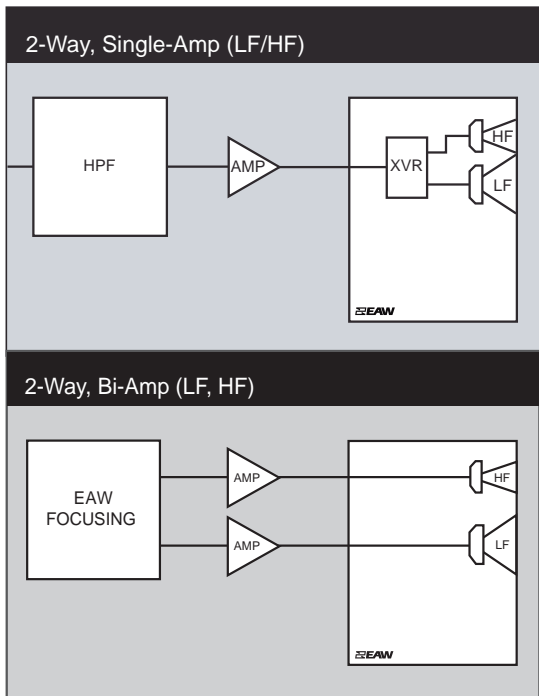 2-Way, Single-Amp (LF/HF)
HPF
AMP
XVR
HF
LF
EAW
2-Way, Bi-Amp (LF, HF)
EAW
FOCUSING
AMP
HF
AMP
LF
EAW